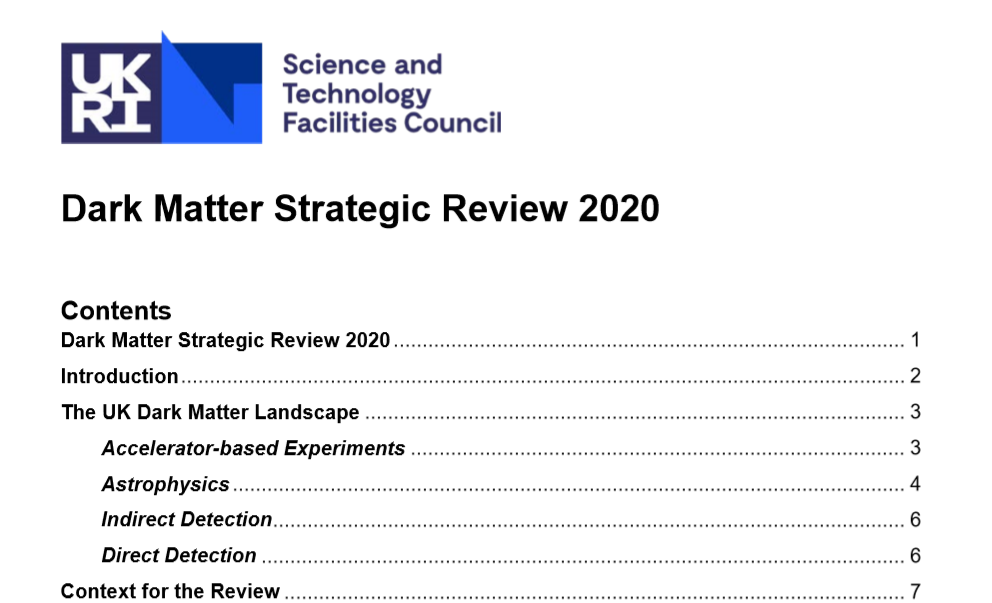 UK
RI
Science and
Technology
Facilities Council
Dark Matter Strategic Review 2020
Contents
Dark Matter Strategic Review 2020 ........................................ 1
Introduction ........................................ 2
The UK Dark Matter Landscape ........................................ 3
Accelerator-based Experiments ........................................ 3
Astrophysics ........................................ 4
Indirect Detection ........................................ 6
Direct Detection ........................................ 6
Context for the Review ........................................ 7